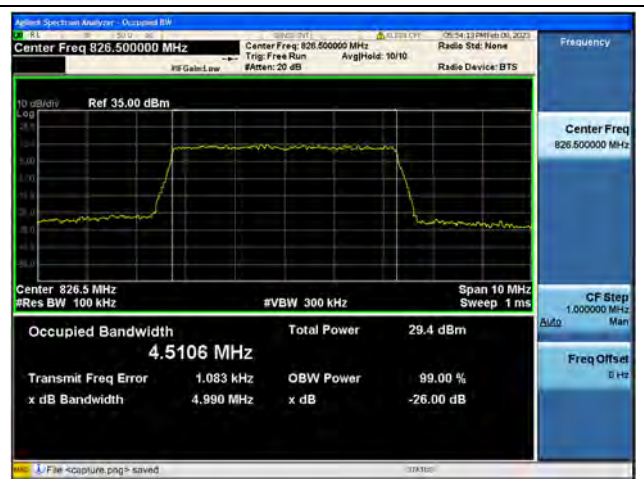 Agilent Spectrum Analyzer - Occupied BW
RL
Center Freq 826.500000 MHz
#IFGain:Low
Center Freq: 826.500000 MHz
Trig: Free Run
Avg|Hold: 10/10
#Atten: 20 dB
05:54:13 PM Feb 08, 2023
Radio Std: None
Radio Device: BTS
10 dB/div
Log
Ref 35.00 dBm
Center 826.5 MHz
#Res BW 100 kHz
#VBW 300 kHz
Span 10 MHz
Sweep 1 ms
Occupied Bandwidth
4.5106 MHz
Total Power
29.4 dBm
Transmit Freq Error
1.083 kHz
OBW Power
99.00 %
x dB Bandwidth
4.990 MHz
x dB
-26.00 dB
Frequency
Center Freq
826.500000 MHz
CF Step
1.000000 MHz
Auto Man
Freq Offset
0 Hz
MSG
File <capture.png> saved
STATUS